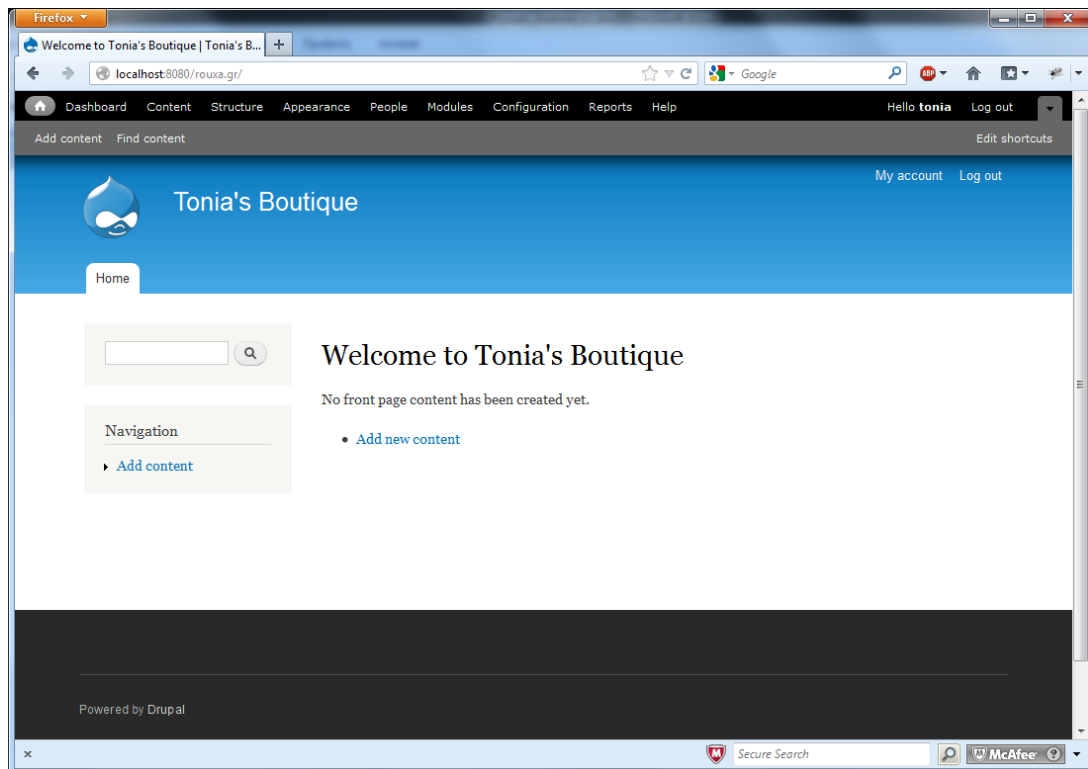 Firefox
Welcome to Tonia's Boutique | Tonia's B...
localhost:8080/rouxa.gr/
Google
ABP
Dashboard Content Structure Appearance People Modules Configuration Reports Help Hello tonia Log out
Add content Find content Edit shortcuts
My account Log out
Tonia's Boutique
Home
Welcome to Tonia's Boutique
No front page content has been created yet.
Add new content
Navigation
Add content
Powered by Drupal
Secure Search
McAfee